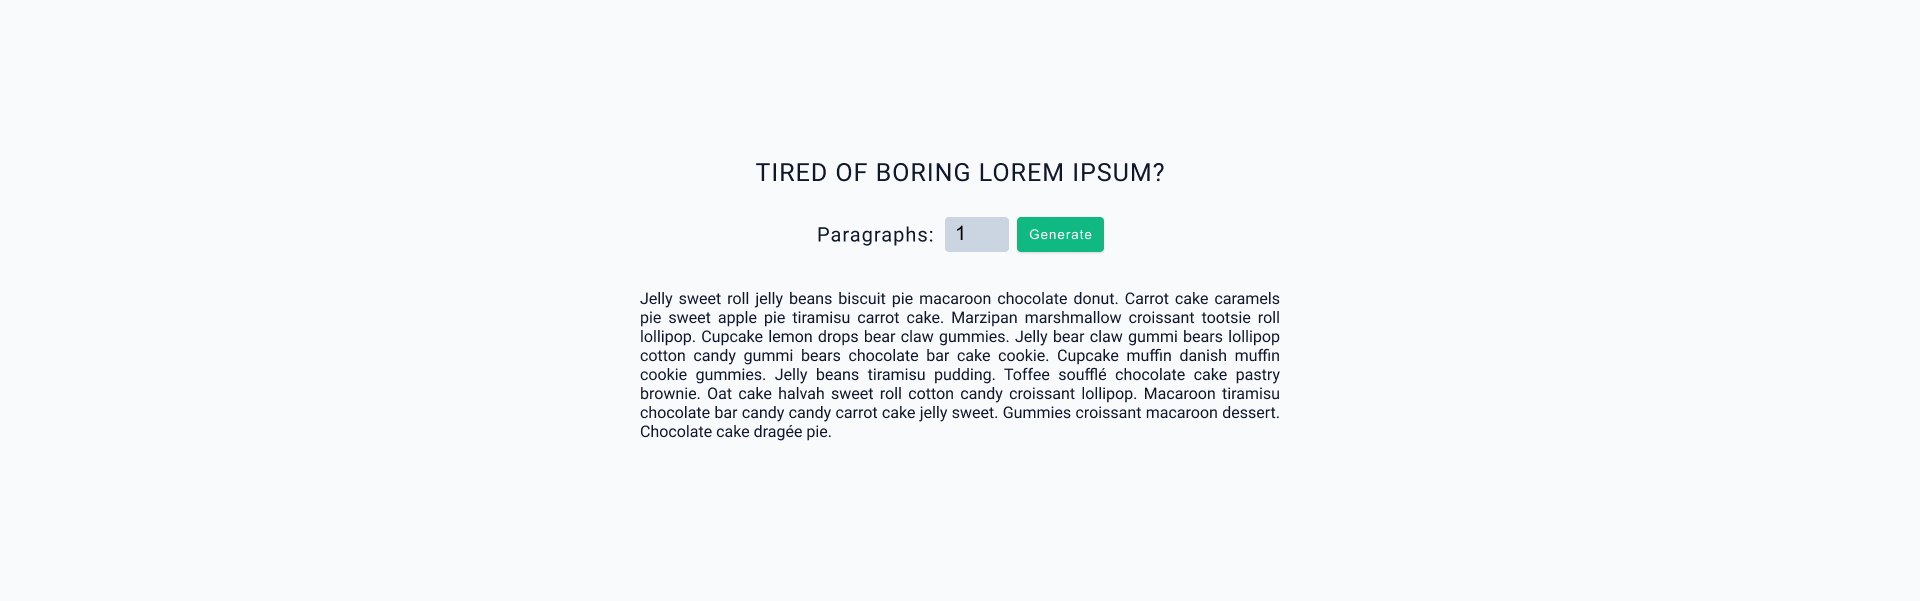 TIRED OF BORING LOREM IPSUM?
Paragraphs: 1 Generate
Jelly sweet roll jelly beans biscuit pie macaroon chocolate donut. Carrot cake caramels
pie sweet apple pie tiramisu carrot cake. Marzipan marshmallow croissant tootsie roll
lollipop. Cupcake lemon drops bear claw gummies. Jelly bear claw gummi bears lollipop
cotton candy gummi bears chocolate bar cake cookie. Cupcake muffin danish muffin
cookie gummies. Jelly beans tiramisu pudding. Toffee soufflé chocolate cake pastry
brownie. Oat cake halvah sweet roll cotton candy croissant lollipop. Macaroon tiramisu
chocolate bar candy candy carrot cake jelly sweet. Gummies croissant macaroon dessert.
Chocolate cake dragée pie.